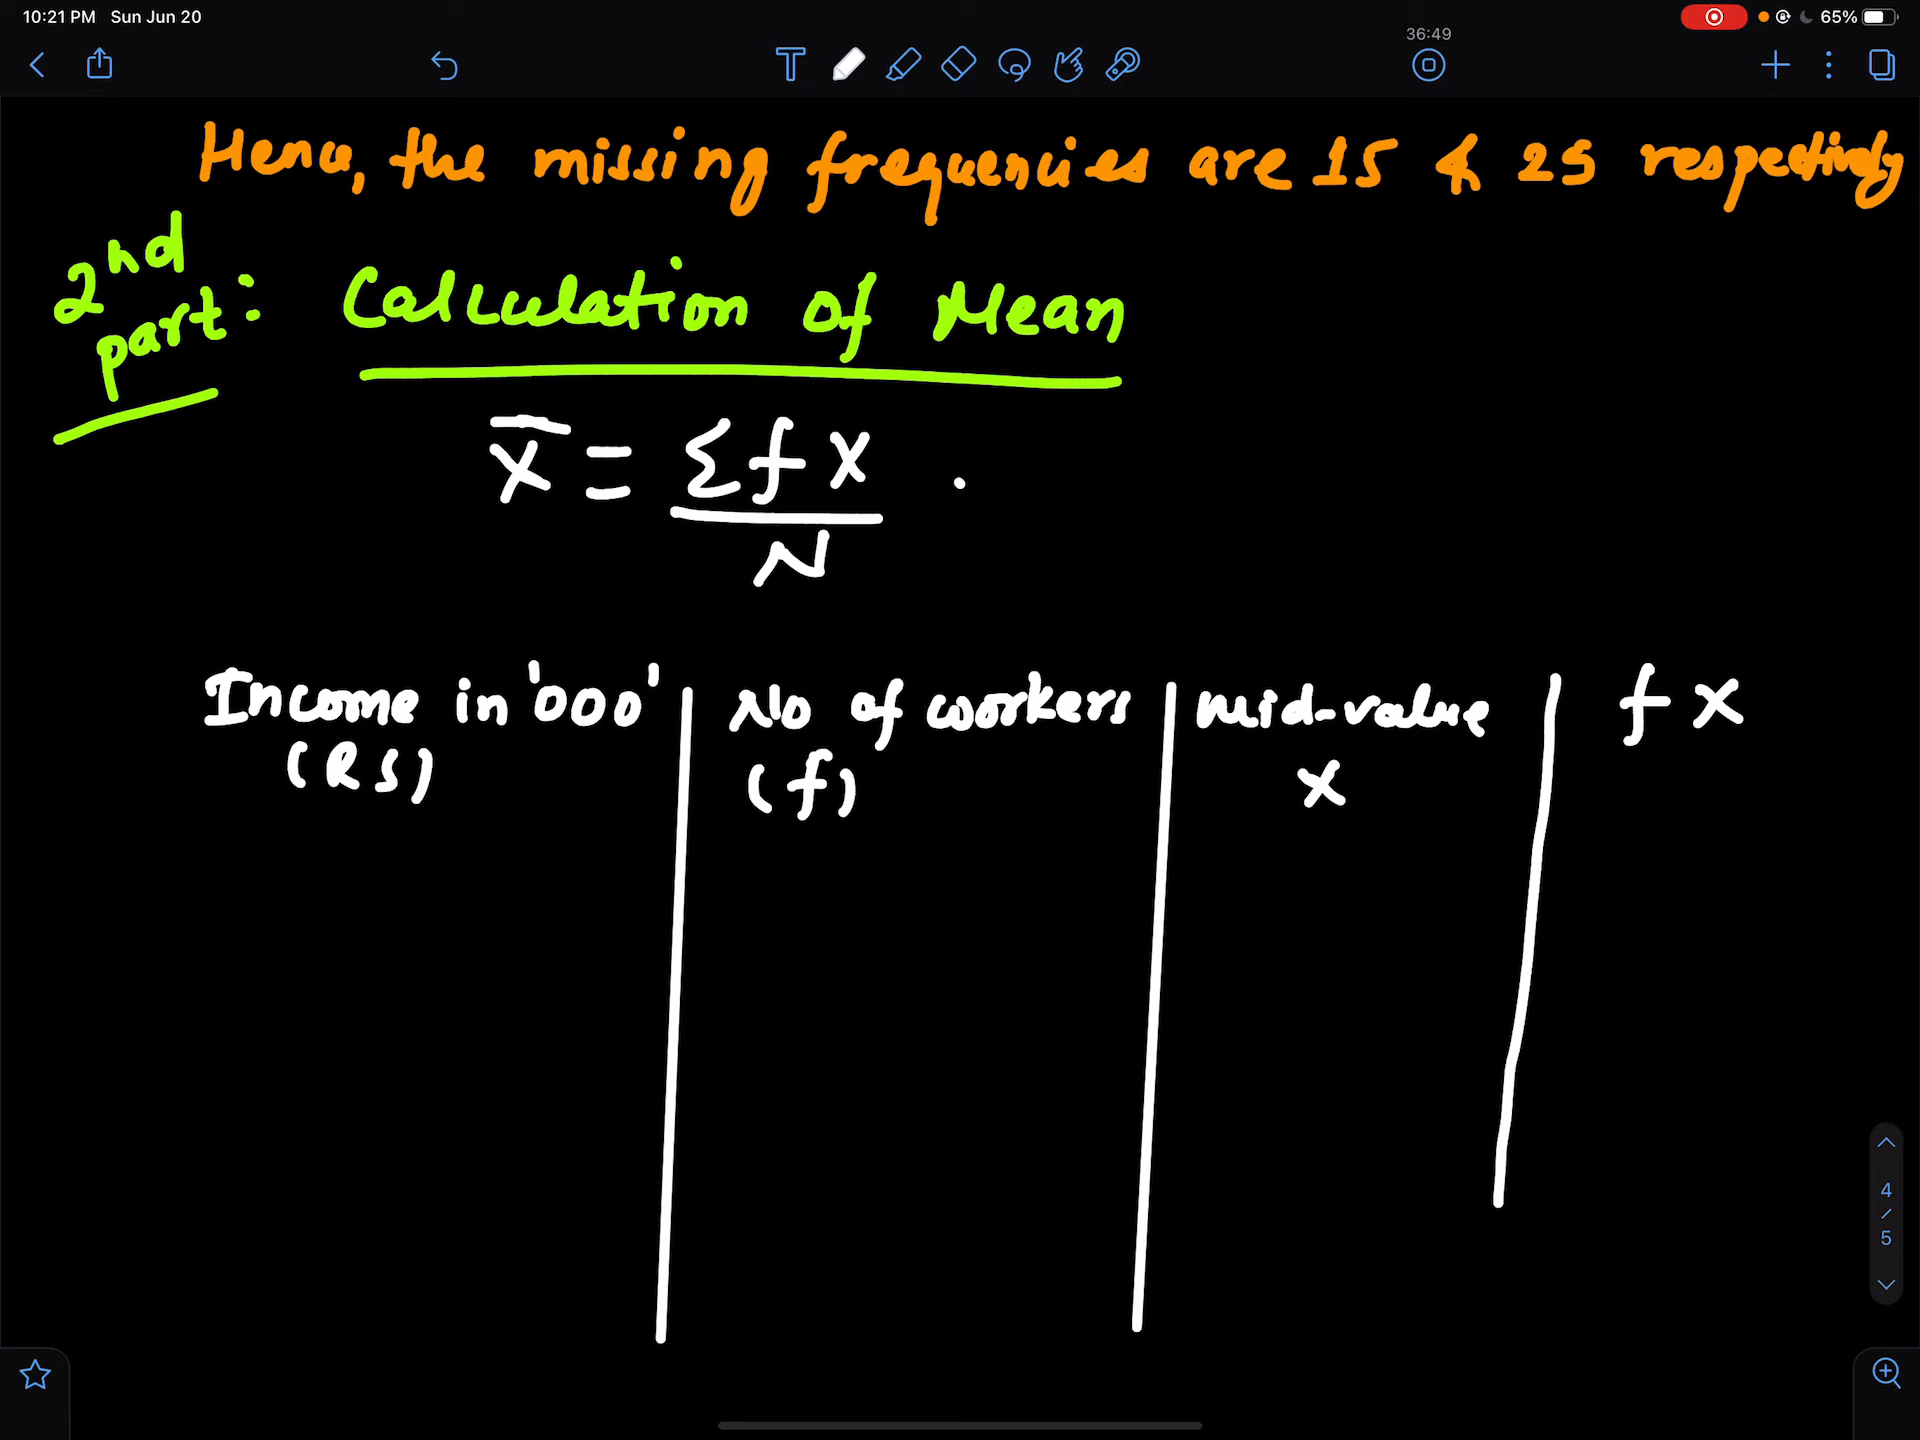 10:21 PM Sun Jun 20
65%
36:49
T
Hence, the missing frequencies are 15 & 25 respectively
2nd part: Calculation of Mean
x̄ = Σfx / N .
Income in '000' (RS) | No of workers (f) | mid-value x | fx
4
/
5